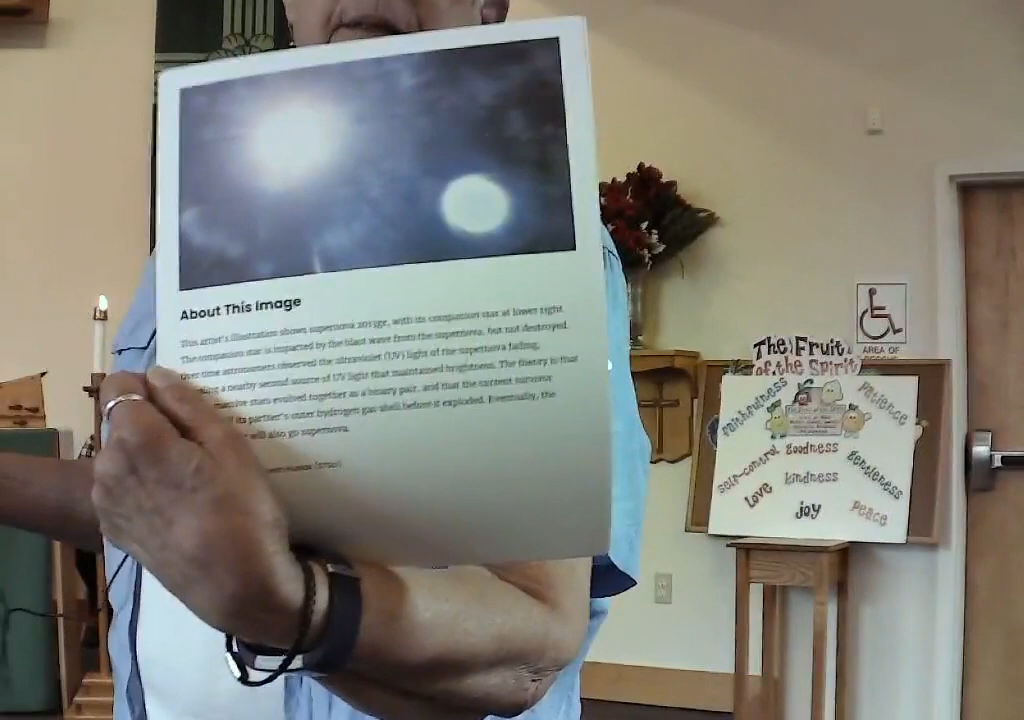 About This Image
This artist's illustration shows supernova 2013ge, with its companion star at lower right
The companion star is impacted by the blast wave from the supernova, but not destroyed.
Over time astronomers observed the ultraviolet (UV) light of the supernova fading,
a nearby second source of UV light that maintained brightness. The theory is that
massive stars evolved together as a binary pair, and that the current survivor
its partner's outer hydrogen gas shell before it exploded. Eventually, the
will also go supernova.
(STScI)
AREA OF
The Fruit
of the Spirit
faithfulness
patience
self-control
goodness
gentleness
love
kindness
joy
peace